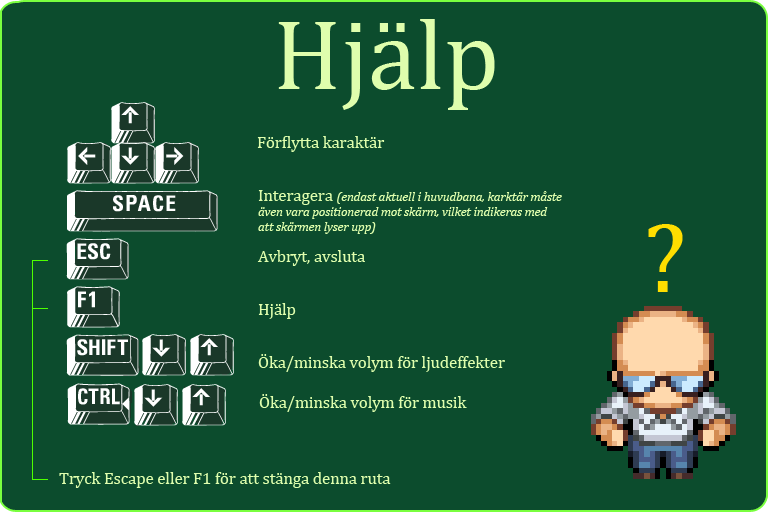 Hjälp
↑
← ↓ →
Förflytta karaktär
SPACE
Interagera (endast aktuell i huvudbana, karktär måste
även vara positionerad mot skärm, vilket indikeras med
att skärmen lyser upp)
ESC
Avbryt, avsluta
F1
Hjälp
SHIFT ↓ ↑
Öka/minska volym för ljudeffekter
CTRL ↓ ↑
Öka/minska volym för musik
?
Tryck Escape eller F1 för att stänga denna ruta